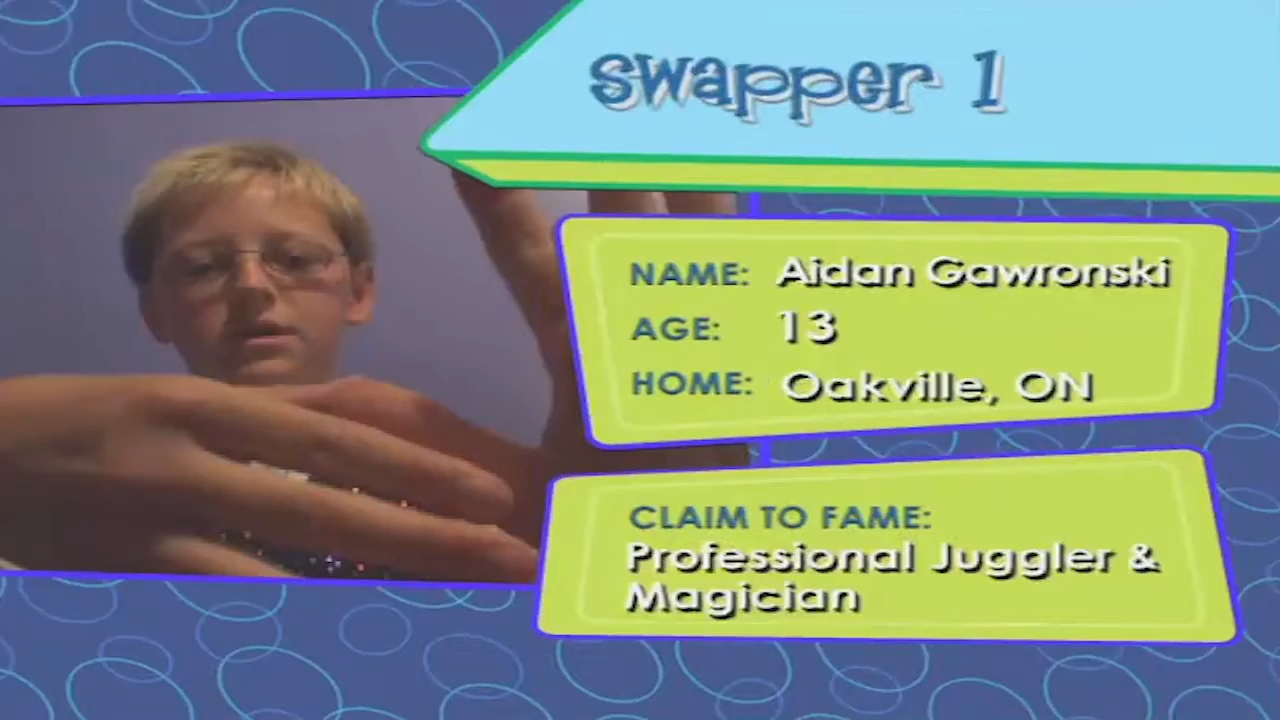 swapper 1
NAME: Aidan Gawronski
AGE: 13
HOME: Oakville, ON
CLAIM TO FAME:
Professional Juggler &
Magician